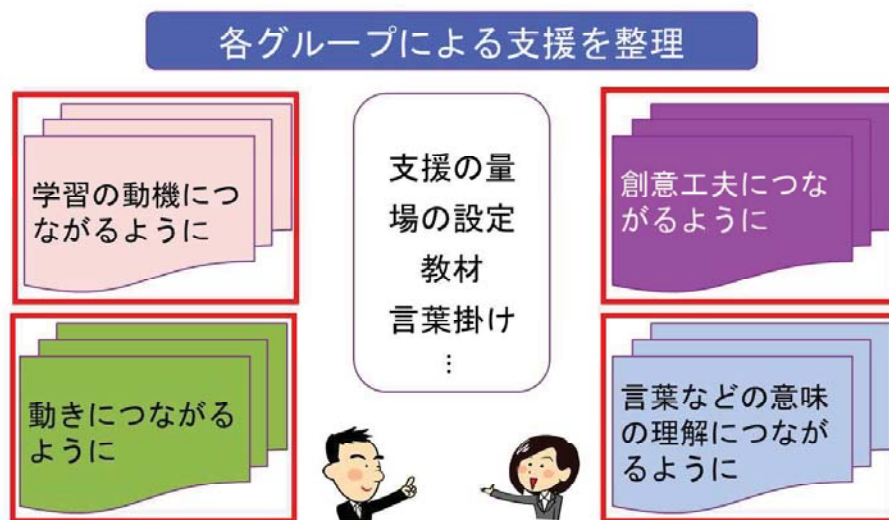 各グループによる支援を整理
学習の動機につ
ながるように
支援の量
場の設定
教材
言葉掛け
…
創意工夫につな
がるように
動きにつながる
ように
言葉などの意味
の理解につなが
るように